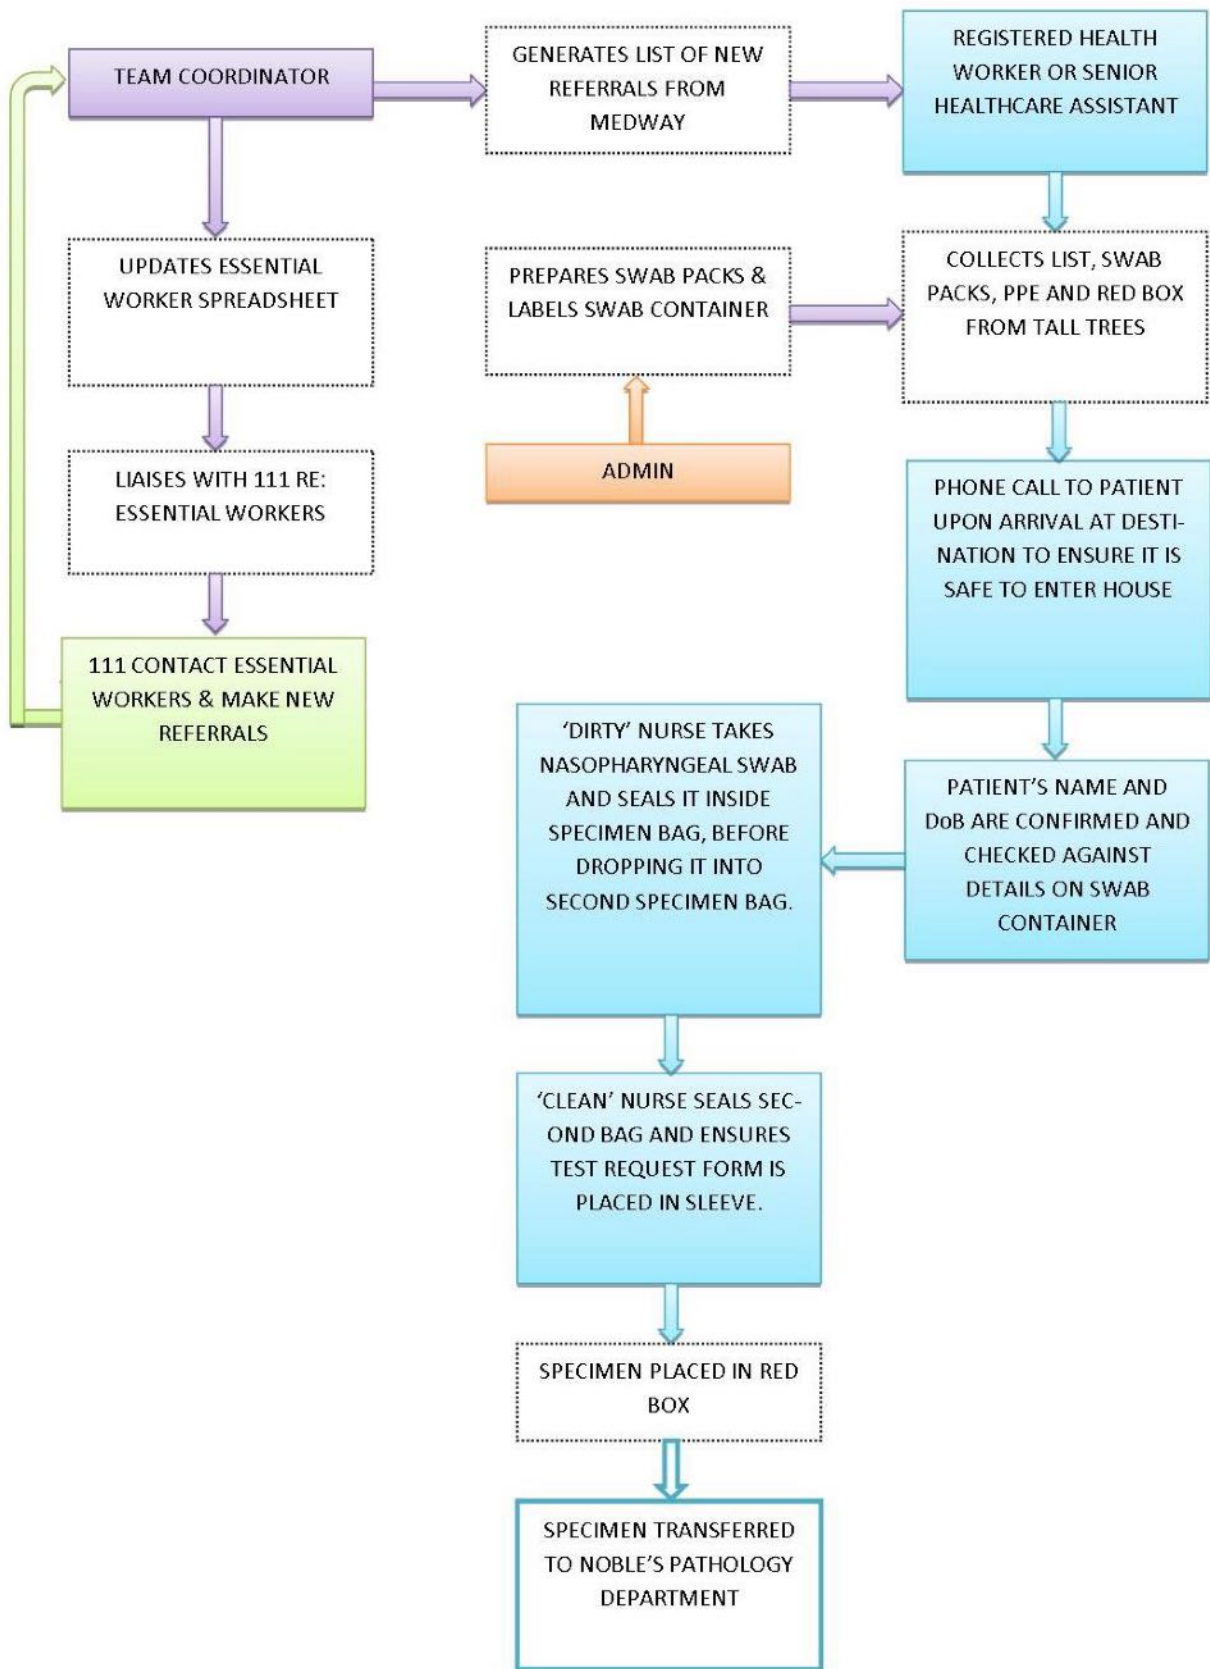 TEAM COORDINATOR
GENERATES LIST OF NEW
REFERRALS FROM
MEDWAY
REGISTERED HEALTH
WORKER OR SENIOR
HEALTHCARE ASSISTANT
UPDATES ESSENTIAL
WORKER SPREADSHEET
PREPARES SWAB PACKS &
LABELS SWAB CONTAINER
COLLECTS LIST, SWAB
PACKS, PPE AND RED BOX
FROM TALL TREES
LIAISES WITH 111 RE:
ESSENTIAL WORKERS
ADMIN
PHONE CALL TO PATIENT
UPON ARRIVAL AT DESTI-
NATION TO ENSURE IT IS
SAFE TO ENTER HOUSE
111 CONTACT ESSENTIAL
WORKERS & MAKE NEW
REFERRALS
‘DIRTY’ NURSE TAKES
NASOPHARYNGEAL SWAB
AND SEALS IT INSIDE
SPECIMEN BAG, BEFORE
DROPPING IT INTO
SECOND SPECIMEN BAG.
PATIENT’S NAME AND
DoB ARE CONFIRMED AND
CHECKED AGAINST
DETAILS ON SWAB
CONTAINER
‘CLEAN’ NURSE SEALS SEC-
OND BAG AND ENSURES
TEST REQUEST FORM IS
PLACED IN SLEEVE.
SPECIMEN PLACED IN RED
BOX
SPECIMEN TRANSFERRED
TO NOBLE’S PATHOLOGY
DEPARTMENT